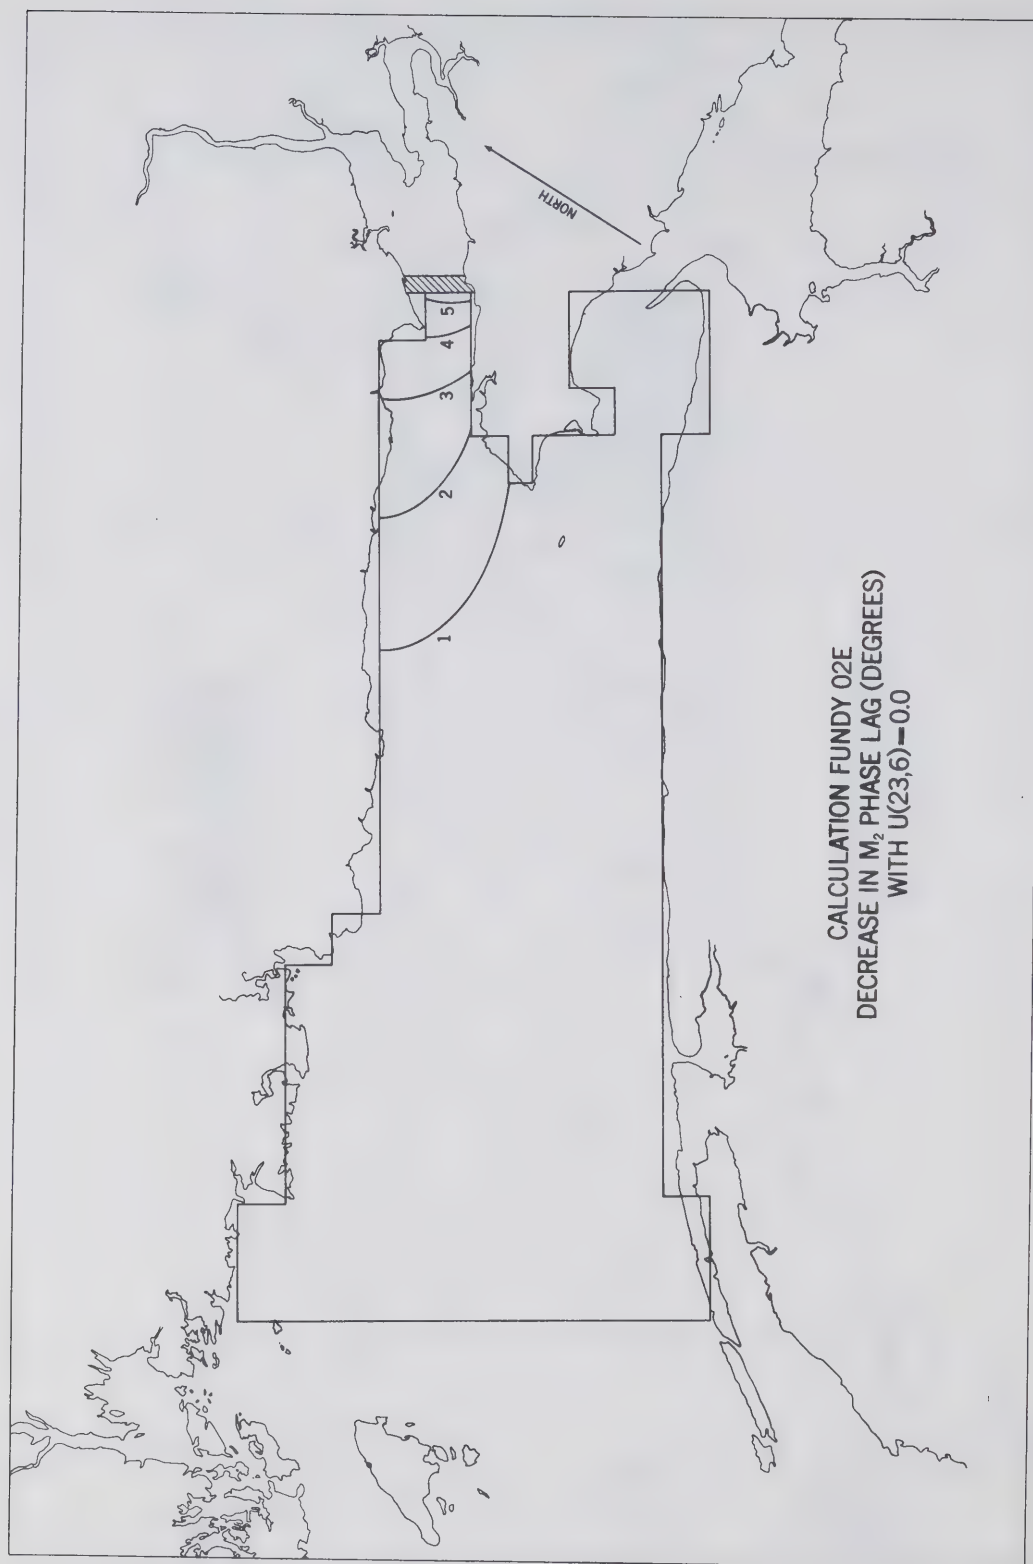 NORTH
5
4
3
2
1
CALCULATION FUNDY 02E
DECREASE IN M₂ PHASE LAG (DEGREES)
WITH U(23,6)=0.0